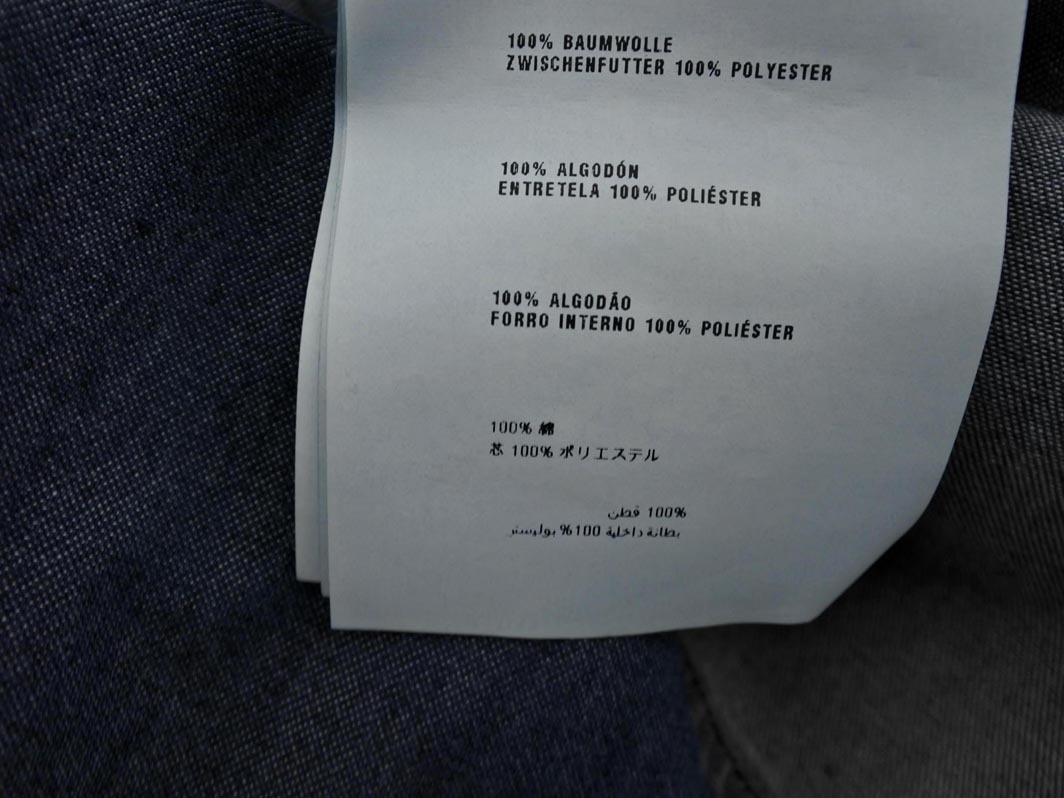 100% BAUMWOLLE
ZWISCHENFUTTER 100% POLYESTER
100% ALGODÓN
ENTRETELA 100% POLIÉSTER
100% ALGODÃO
FORRO INTERNO 100% POLIÉSTER
100% 綿
芯 100% ポリエステル
100% قطن
بطانة داخلية 100% بوليستر